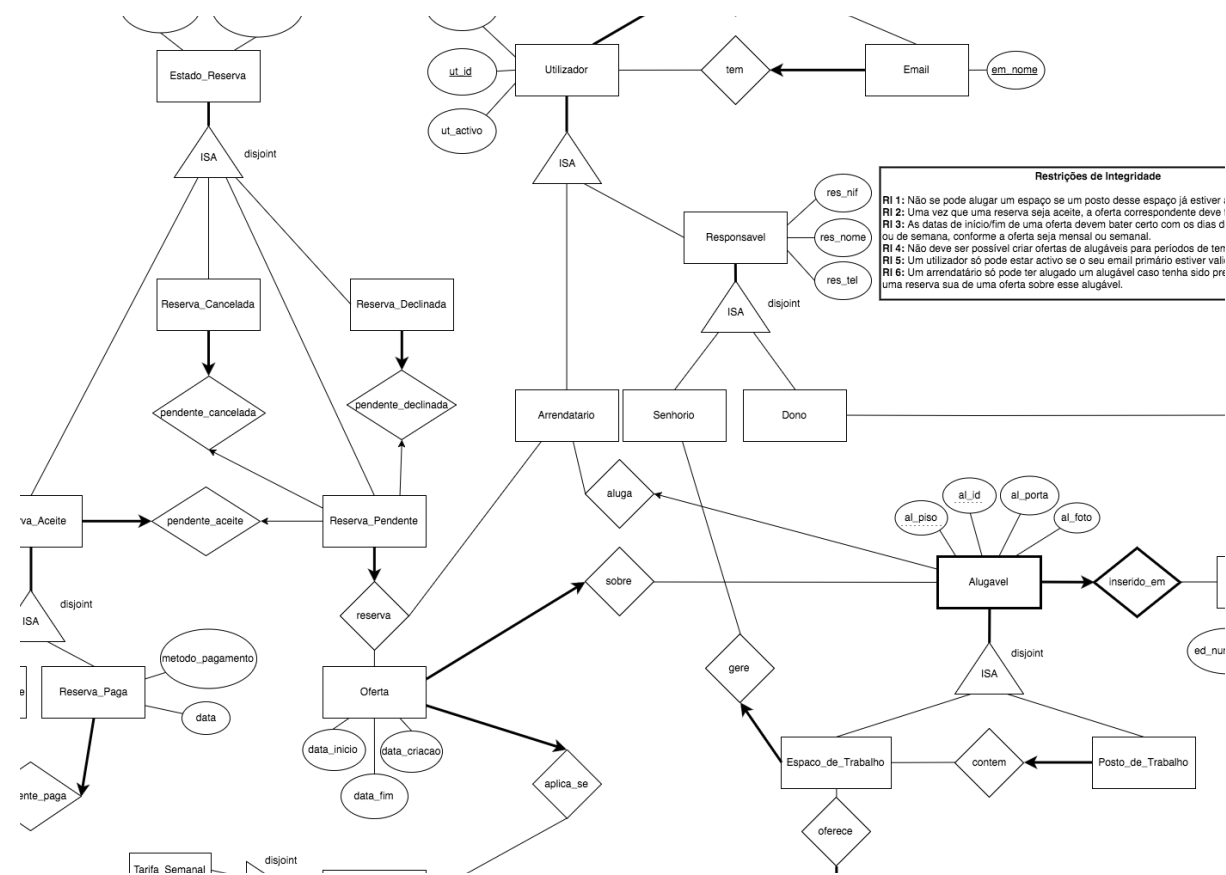 Estado_Reserva
Utilizador
tem
Email
em_nome
ut_id
ut_activo
ISA
disjoint
ISA
Restrições de Integridade
RI 1: Não se pode alugar um espaço se um posto desse espaço já estiver
RI 2: Uma vez que uma reserva seja aceite, a oferta correspondente deve
RI 3: As datas de início/fim de uma oferta devem bater certo com os dias
ou de semana, conforme a oferta seja mensal ou semanal.
RI 4: Não deve ser possível criar ofertas de alugáveis para períodos de
RI 5: Um utilizador só pode estar activo se o seu email primário estiver
RI 6: Um arrendatário só pode ter alugado um alugável caso tenha sido
uma reserva sua de uma oferta sobre esse alugável.
res_nif
Responsavel
res_nome
res_tel
Reserva_Cancelada
Reserva_Declinada
ISA
disjoint
pendente_cancelada
pendente_declinada
Arrendatario
Senhorio
Dono
aluga
al_id
al_porta
al_piso
al_foto
va_Aceite
pendente_aceite
Reserva_Pendente
sobre
Alugavel
inserido_em
ISA
disjoint
reserva
metodo_pagamento
gere
disjoint
ISA
ed_nu
Reserva_Paga
data
Oferta
data_inicio
data_criacao
data_fim
aplica_se
Espaco_de_Trabalho
contem
Posto_de_Trabalho
ente_paga
oferece
Tarifa_Semanal
disjoint